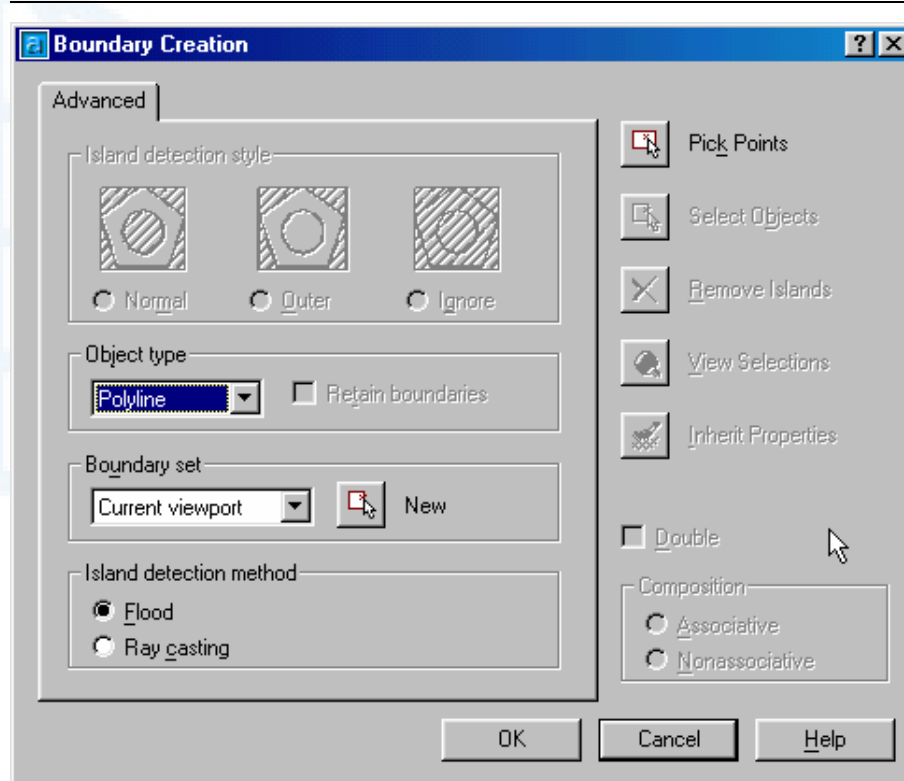 Boundary Creation
Advanced
Island detection style
Normal Outer Ignore
Object type
Polyline Retain boundaries
Boundary set
Current viewport New
Island detection method
Flood
Ray casting
Pick Points
Select Objects
Remove Islands
View Selections
Inherit Properties
Double
Composition
Associative
Nonassociative
OK Cancel Help